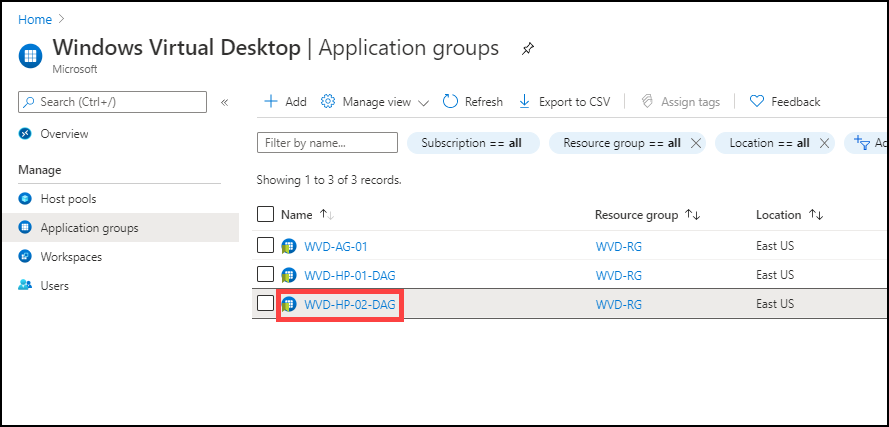 Home >
Windows Virtual Desktop | Application groups
Microsoft
Search (Ctrl+/) «
+ Add Manage view Refresh Export to CSV Assign tags Feedback
Overview
Filter by name... Subscription == all Resource group == all × Location == all ×
Manage
Showing 1 to 3 of 3 records.
Host pools
Application groups
Workspaces
Users
Name ↑↓ Resource group ↑↓ Location ↑↓
WVD-AG-01 WVD-RG East US
WVD-HP-01-DAG WVD-RG East US
WVD-HP-02-DAG WVD-RG East US